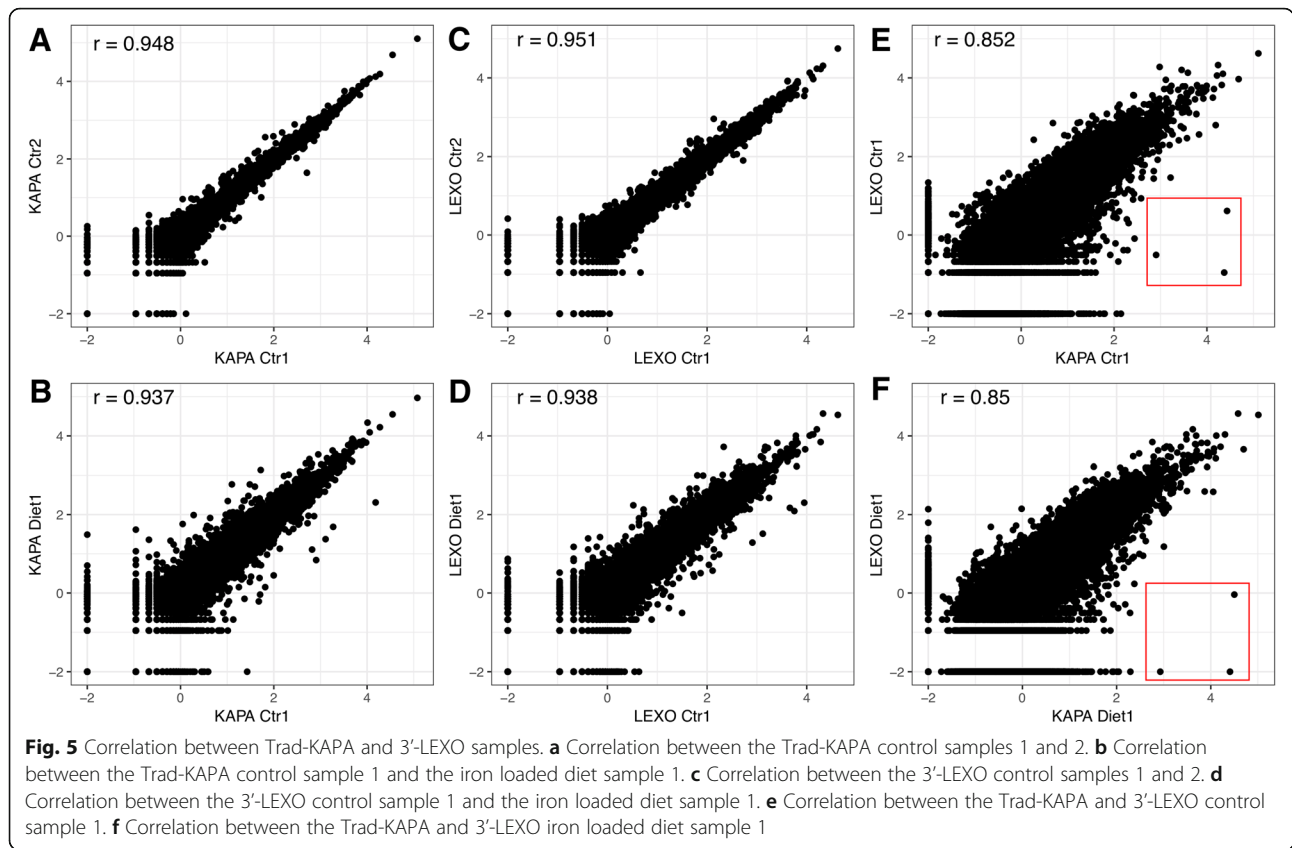 A
r = 0.948
4
2
0
−2
KAPA Ctr2
−2 0 2 4
KAPA Ctr1
C
r = 0.951
4
2
0
−2
LEXO Ctr2
−2 0 2 4
LEXO Ctr1
E
r = 0.852
4
2
0
−2
LEXO Ctr1
−2 0 2 4
KAPA Ctr1
B
r = 0.937
4
2
0
−2
KAPA Diet1
−2 0 2 4
KAPA Ctr1
D
r = 0.938
4
2
0
−2
LEXO Diet1
−2 0 2 4
LEXO Ctr1
F
r = 0.85
4
2
0
−2
LEXO Diet1
−2 0 2 4
KAPA Diet1
Fig. 5 Correlation between Trad-KAPA and 3′-LEXO samples. a Correlation between the Trad-KAPA control samples 1 and 2. b Correlation
between the Trad-KAPA control sample 1 and the iron loaded diet sample 1. c Correlation between the 3′-LEXO control samples 1 and 2. d
Correlation between the 3′-LEXO control sample 1 and the iron loaded diet sample 1. e Correlation between the Trad-KAPA and 3′-LEXO control
sample 1. f Correlation between the Trad-KAPA and 3′-LEXO iron loaded diet sample 1